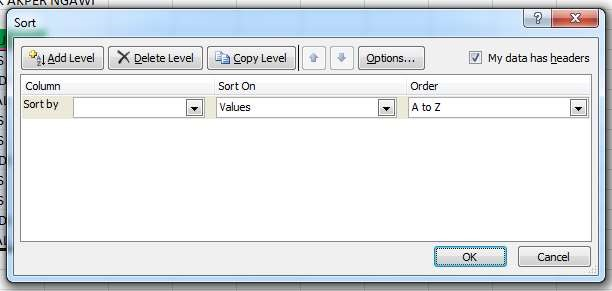 K AKPER NGAWI
Sort
Add Level Delete Level Copy Level Options... My data has headers
Column Sort On Order
Sort by Values A to Z
OK Cancel